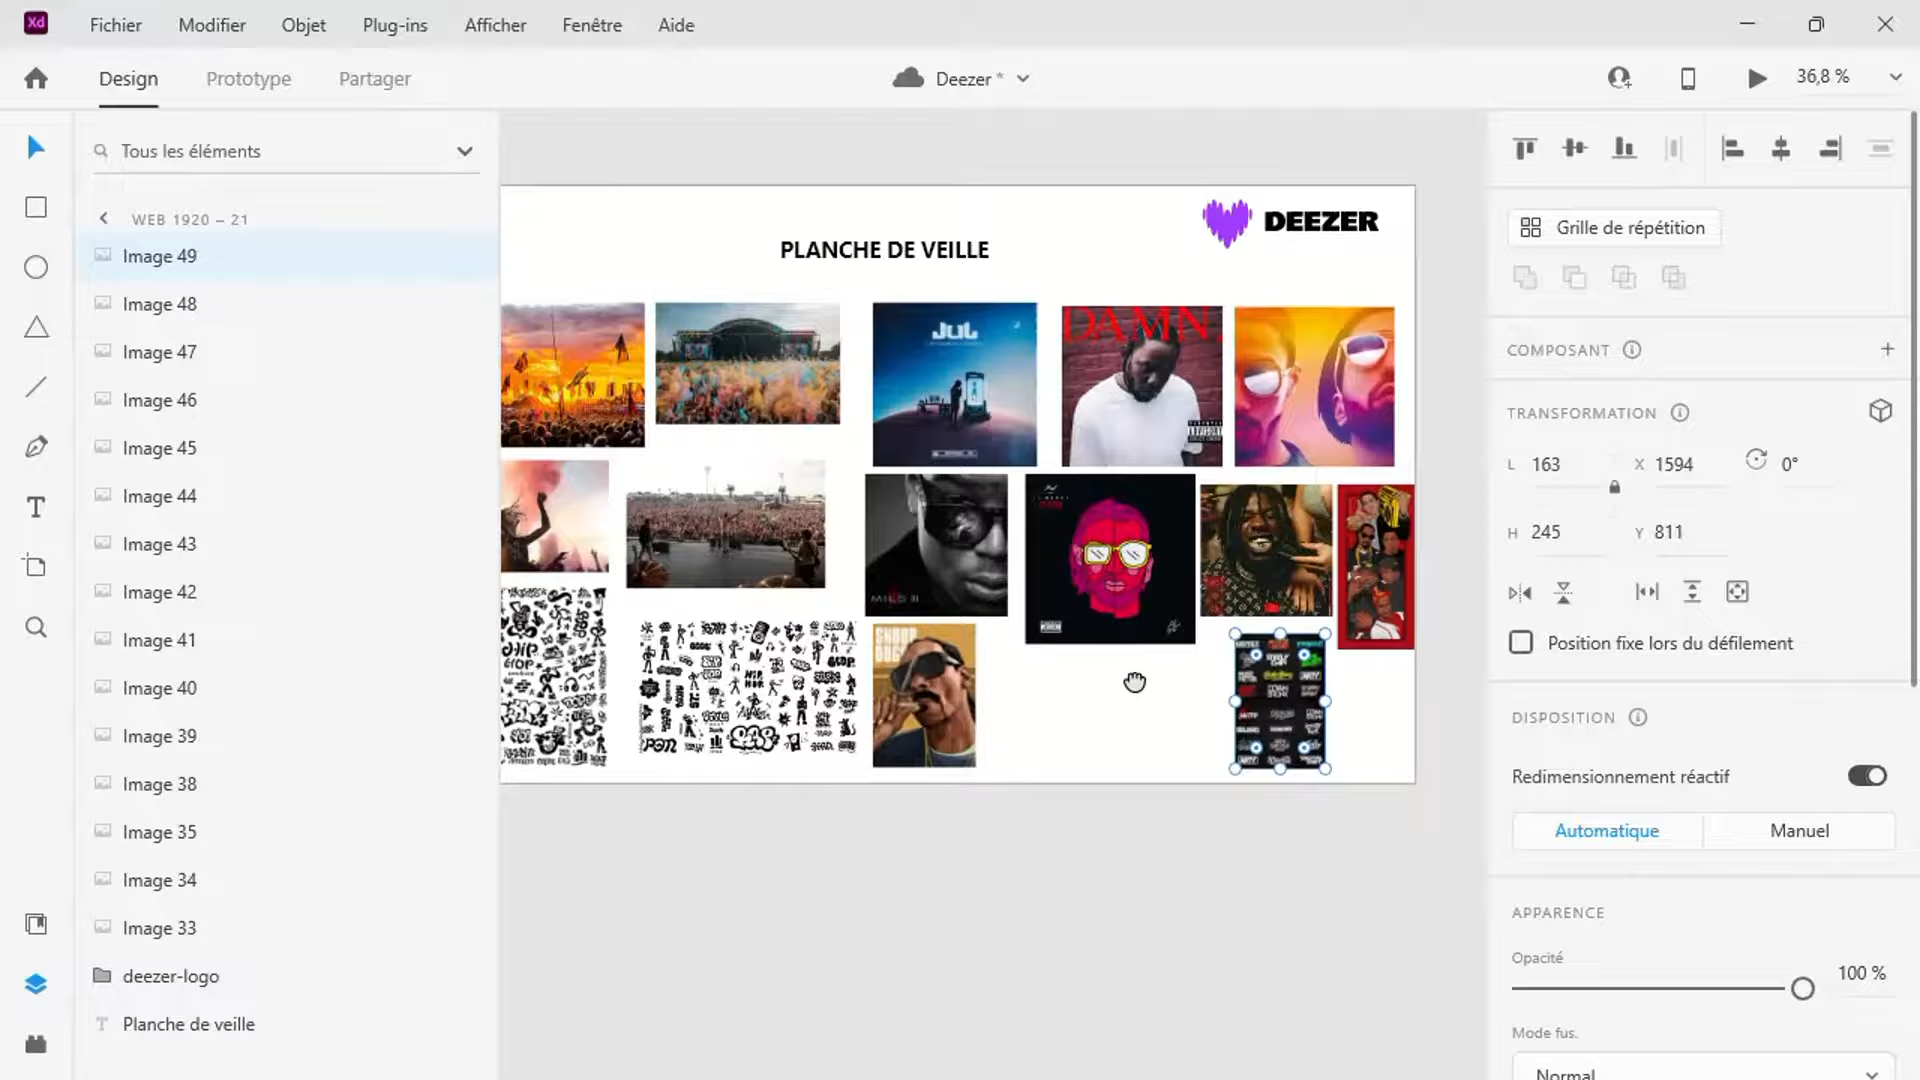 Xd
Fichier
Modifier
Objet
Plug-ins
Afficher
Fenêtre
Aide
Design
Prototype
Partager
Deezer *
36,8 %
Tous les éléments
WEB 1920 – 21
Image 49
Image 48
Image 47
Image 46
Image 45
Image 44
Image 43
Image 42
Image 41
Image 40
Image 39
Image 38
Image 35
Image 34
Image 33
deezer-logo
Planche de veille
DEEZER
PLANCHE DE VEILLE
JUL
DAMN.
SNOOP
DOGG
Grille de répétition
COMPOSANT
TRANSFORMATION
L 163 X 1594 0°
H 245 Y 811
Position fixe lors du défilement
DISPOSITION
Redimensionnement réactif
Automatique
Manuel
APPARENCE
Opacité
100 %
Mode fus.
Normal